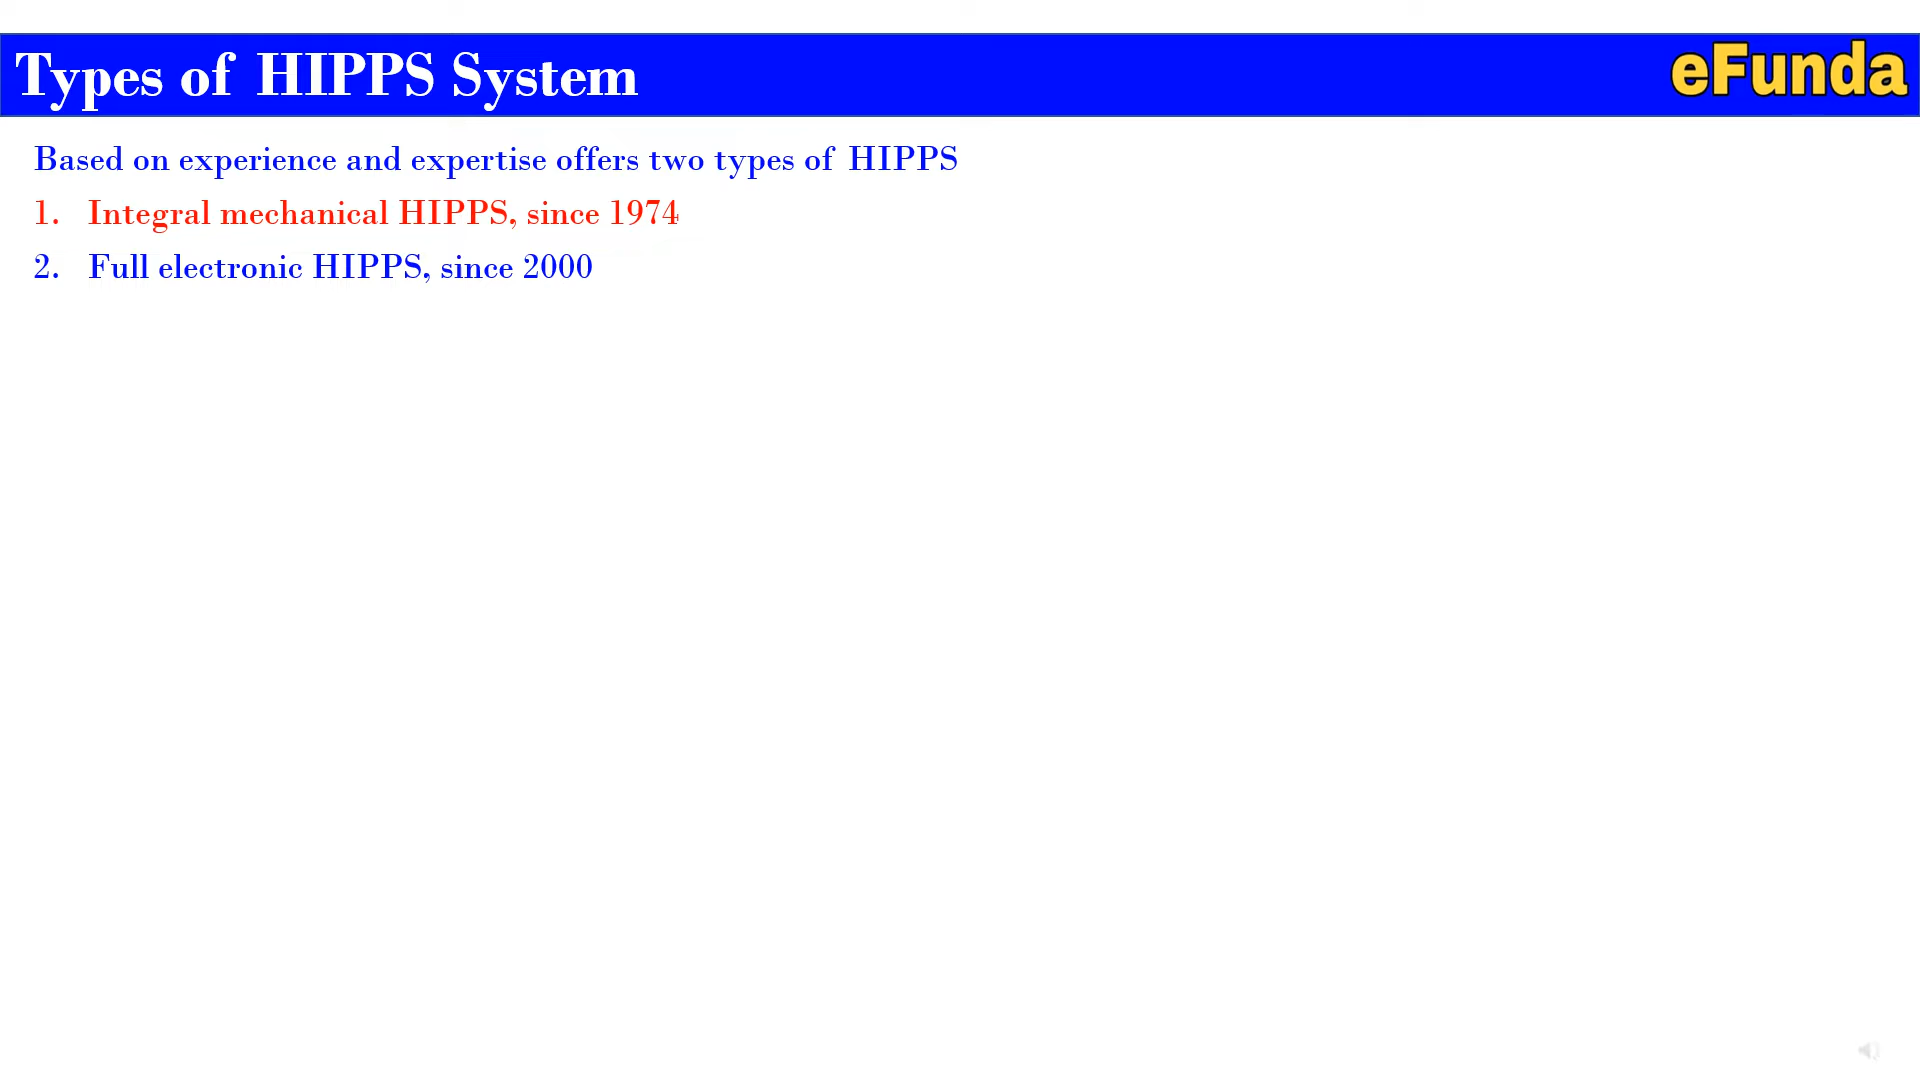 Types of HIPPS System
eFunda
Based on experience and expertise offers two types of HIPPS
1. Integral mechanical HIPPS, since 1974
2. Full electronic HIPPS, since 2000